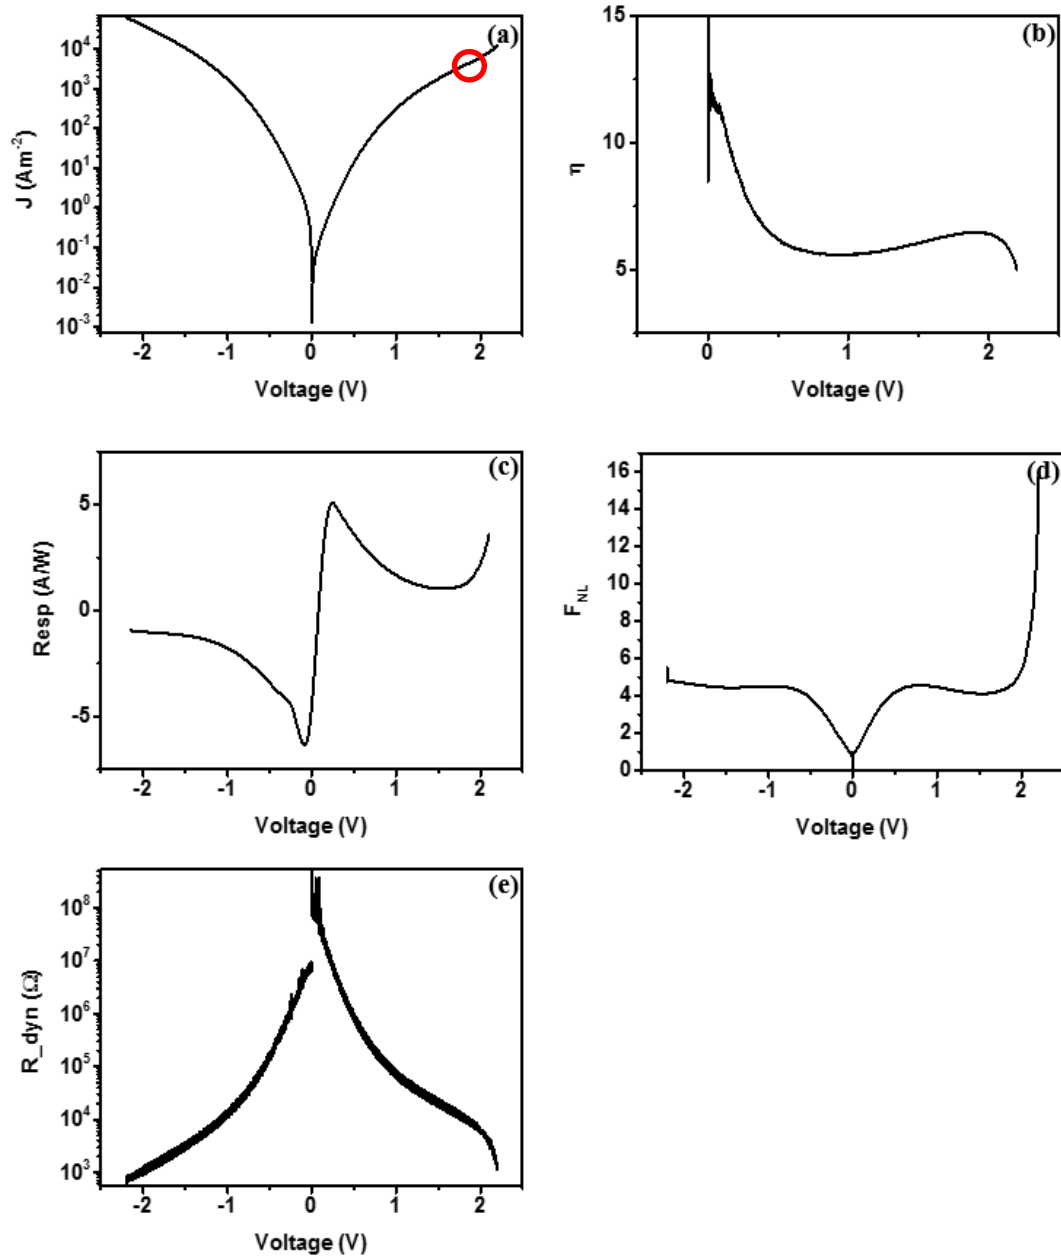 (a)
J (Am⁻²)
10⁴
10³
10²
10¹
10⁰
10⁻¹
10⁻²
10⁻³
-2 -1 0 1 2
Voltage (V)
(b)
η
15
10
5
0 1 2
Voltage (V)
(c)
Resp (A/W)
5
0
-5
-2 -1 0 1 2
Voltage (V)
(d)
F_NL
16
14
12
10
8
6
4
2
0
-2 -1 0 1 2
Voltage (V)
(e)
R_dyn (Ω)
10⁸
10⁷
10⁶
10⁵
10⁴
10³
-2 -1 0 1 2
Voltage (V)